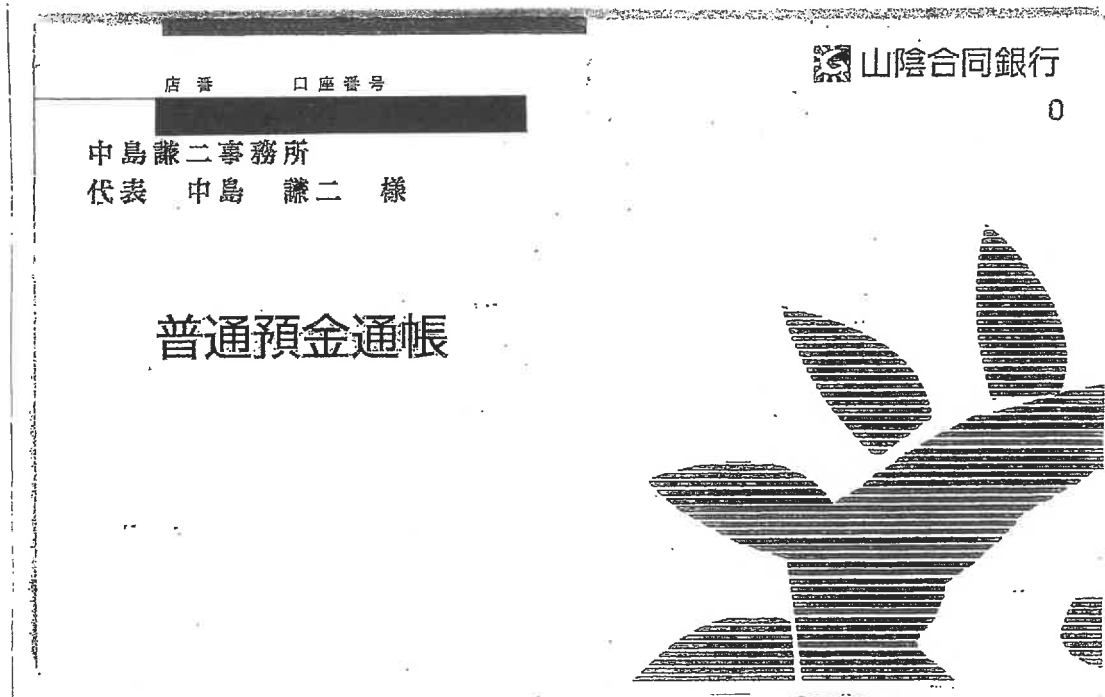 店番 口座番号
中島謙二事務所
代表 中島 謙二 様
山陰合同銀行
0
普通預金通帳